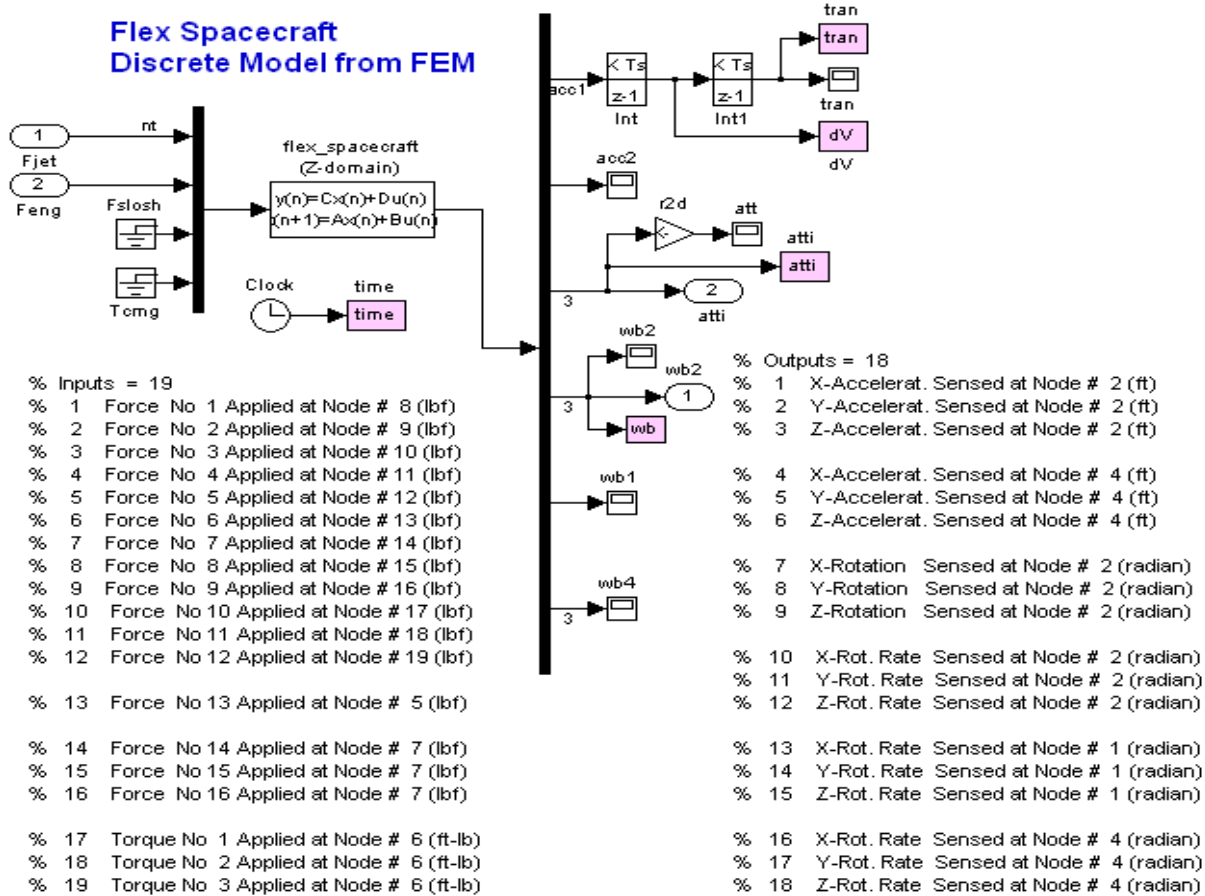 Flex Spacecraft
Discrete Model from FEM
1
Fjet
nt
2
Feng
Fslosh
Tcmg
flex_spacecraft
(Z-domain)
y(n)=Cx(n)+Du(n)
(n+1)=Ax(n)+Bu(n)
Clock
time
time
acc1
Ts
z-1
Int
Ts
z-1
Int1
tran
tran
tran
dV
dV
acc2
r2d
att
atti
atti
3
2
atti
wb2
3
wb2
1
wb
wb1
wb4
3
% Inputs = 19
% 1 Force No 1 Applied at Node # 8 (lbf)
% 2 Force No 2 Applied at Node # 9 (lbf)
% 3 Force No 3 Applied at Node # 10 (lbf)
% 4 Force No 4 Applied at Node # 11 (lbf)
% 5 Force No 5 Applied at Node # 12 (lbf)
% 6 Force No 6 Applied at Node # 13 (lbf)
% 7 Force No 7 Applied at Node # 14 (lbf)
% 8 Force No 8 Applied at Node # 15 (lbf)
% 9 Force No 9 Applied at Node # 16 (lbf)
% 10 Force No 10 Applied at Node # 17 (lbf)
% 11 Force No 11 Applied at Node # 18 (lbf)
% 12 Force No 12 Applied at Node # 19 (lbf)
% 13 Force No 13 Applied at Node # 5 (lbf)
% 14 Force No 14 Applied at Node # 7 (lbf)
% 15 Force No 15 Applied at Node # 7 (lbf)
% 16 Force No 16 Applied at Node # 7 (lbf)
% 17 Torque No 1 Applied at Node # 6 (ft-lb)
% 18 Torque No 2 Applied at Node # 6 (ft-lb)
% 19 Torque No 3 Applied at Node # 6 (ft-lb)
% Outputs = 18
% 1 X-Accelerat. Sensed at Node # 2 (ft)
% 2 Y-Accelerat. Sensed at Node # 2 (ft)
% 3 Z-Accelerat. Sensed at Node # 2 (ft)
% 4 X-Accelerat. Sensed at Node # 4 (ft)
% 5 Y-Accelerat. Sensed at Node # 4 (ft)
% 6 Z-Accelerat. Sensed at Node # 4 (ft)
% 7 X-Rotation Sensed at Node # 2 (radian)
% 8 Y-Rotation Sensed at Node # 2 (radian)
% 9 Z-Rotation Sensed at Node # 2 (radian)
% 10 X-Rot. Rate Sensed at Node # 2 (radian)
% 11 Y-Rot. Rate Sensed at Node # 2 (radian)
% 12 Z-Rot. Rate Sensed at Node # 2 (radian)
% 13 X-Rot. Rate Sensed at Node # 1 (radian)
% 14 Y-Rot. Rate Sensed at Node # 1 (radian)
% 15 Z-Rot. Rate Sensed at Node # 1 (radian)
% 16 X-Rot. Rate Sensed at Node # 4 (radian)
% 17 Y-Rot. Rate Sensed at Node # 4 (radian)
% 18 Z-Rot. Rate Sensed at Node # 4 (radian)